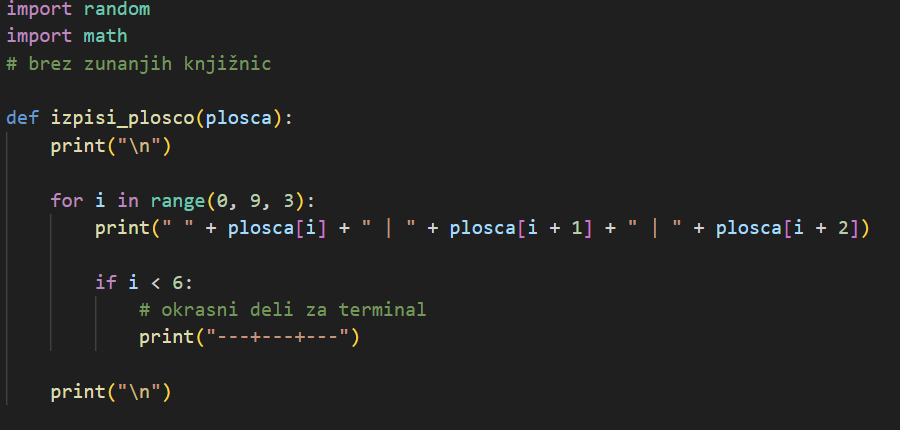 import random
import math
# brez zunanjih knjižnic
def izpisi_plosco(plosca):
    print("\n")
    for i in range(0, 9, 3):
        print(" " + plosca[i] + " | " + plosca[i + 1] + " | " + plosca[i + 2])
        if i < 6:
            # okrasni deli za terminal
            print("---+---+---")
    print("\n")